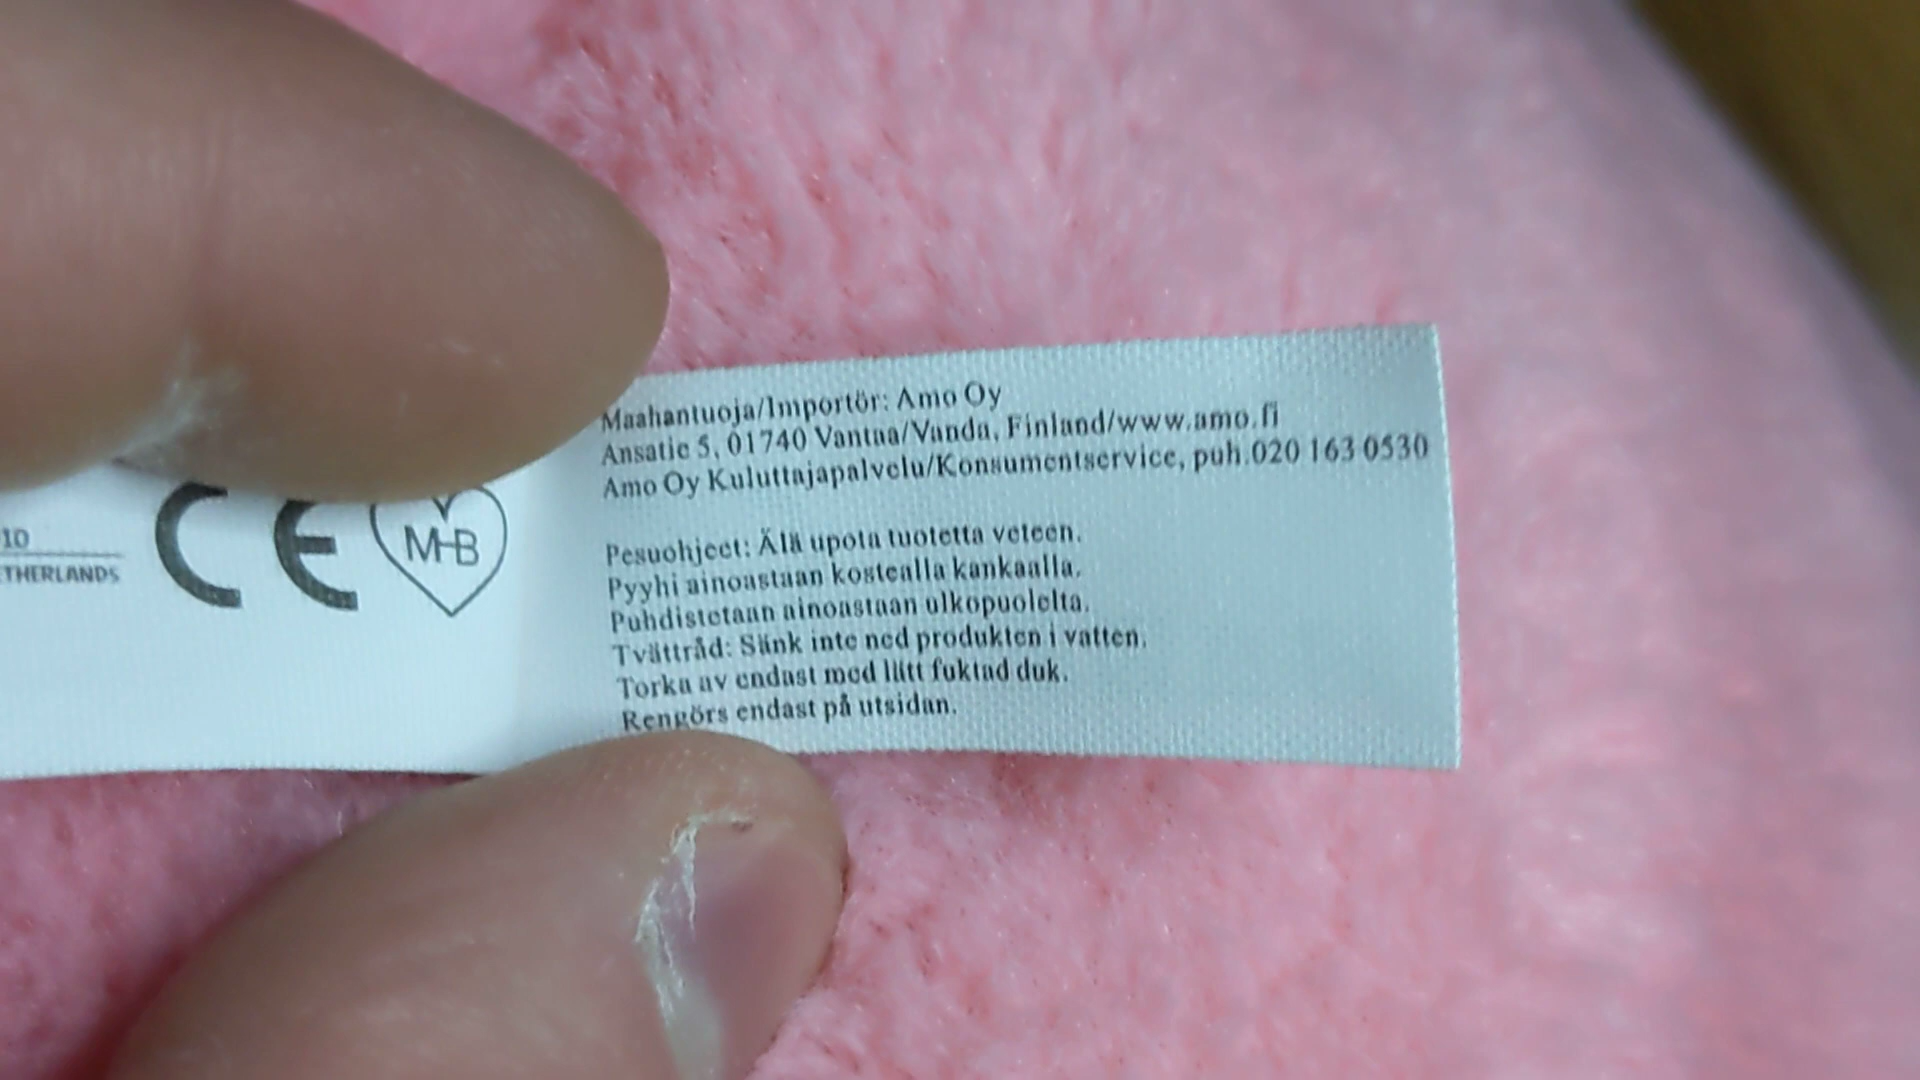 Maahantuoja/Importör: Amo Oy
Ansatie 5, 01740 Vantaa/Vanda, Finland/www.amo.fi
Amo Oy Kuluttajapalvelu/Konsumentservice, puh.020 163 0530
Pesuohjeet: Älä upota tuotetta veteen.
Pyyhi ainoastaan kostealla kankaalla.
Puhdistetaan ainoastaan ulkopuolelta.
Tvättråd: Sänk inte ned produkten i vatten.
Torka av endast med lätt fuktad duk.
Rengörs endast på utsidan.
CE
M-B